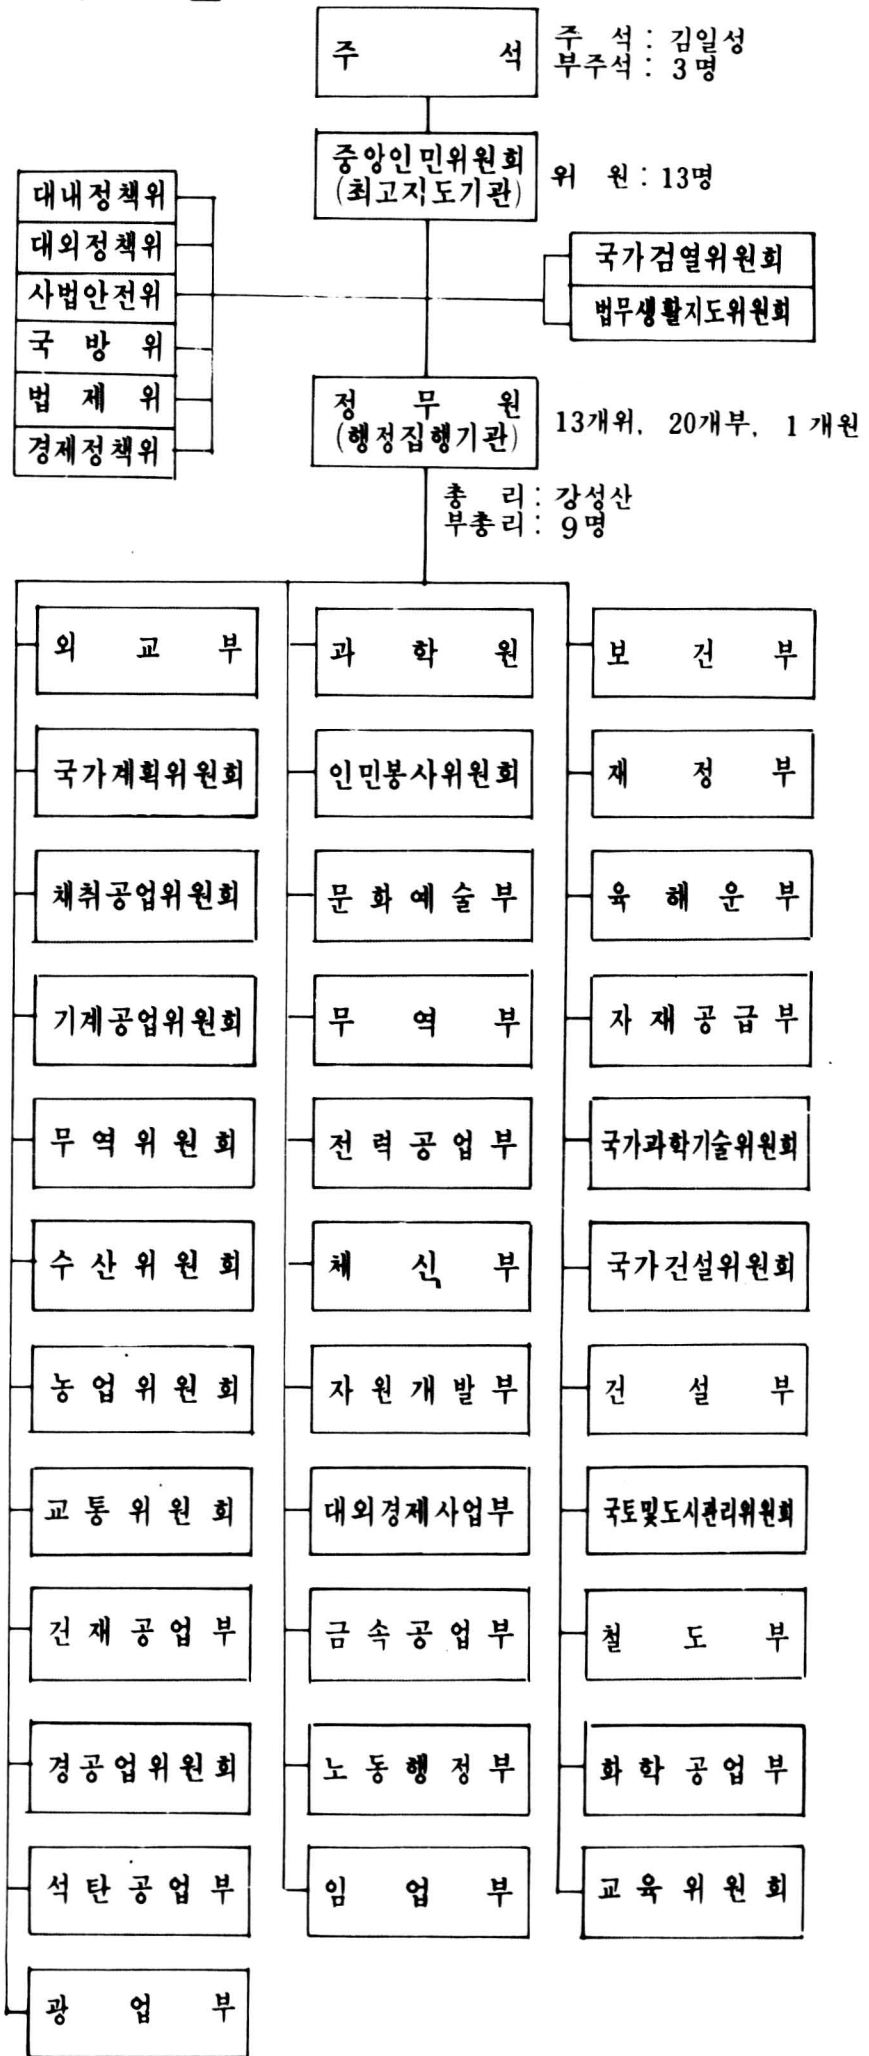 주 석
주 석 : 김일성
부주석 : 3명
중앙인민위원회
(최고지도기관)
위 원 : 13명
대내정책위
대외정책위
사법안전위
국 방 위
법 제 위
경제정책위
국가검열위원회
법무생활지도위원회
정 무 원
(행정집행기관)
13개위, 20개부, 1개원
총 리 : 강성산
부총리 : 9명
외 교 부
국가계획위원회
채취공업위원회
기계공업위원회
무역위원회
수산위원회
농업위원회
교통위원회
건재공업부
경공업위원회
석탄공업부
광 업 부
과 학 원
인민봉사위원회
문화예술부
무 역 부
전력공업부
체 신 부
자원개발부
대외경제사업부
금속공업부
노동행정부
임 업 부
보 건 부
재 정 부
육해운부
자재공급부
국가과학기술위원회
국가건설위원회
건 설 부
국토및도시관리위원회
철 도 부
화학공업부
교육위원회